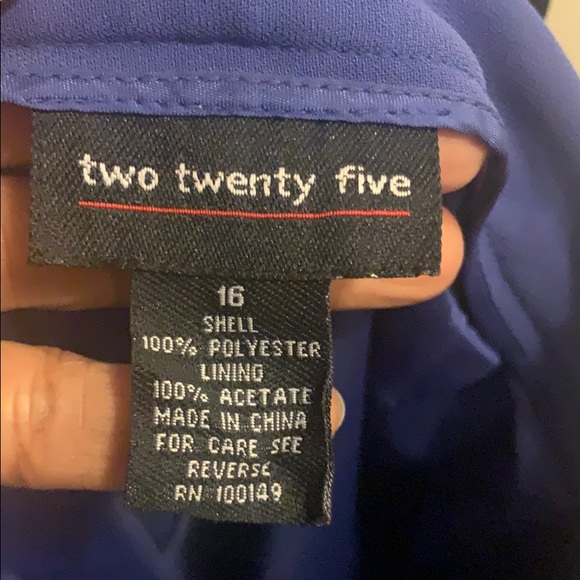 two twenty five
16
SHELL
100% POLYESTER
LINING
100% ACETATE
MADE IN CHINA
FOR CARE SEE
REVERSE
RN 100149